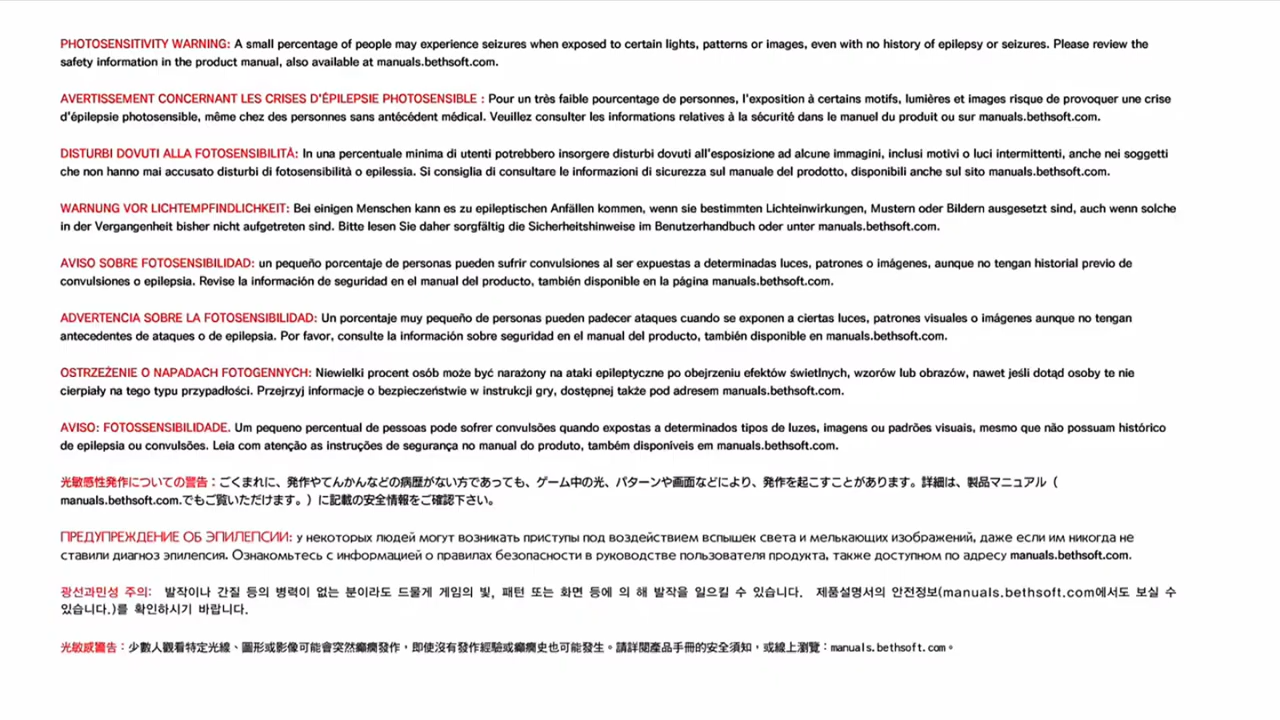 PHOTOSENSITIVITY WARNING: A small percentage of people may experience seizures when exposed to certain lights, patterns or images, even with no history of epilepsy or seizures. Please review the
safety information in the product manual, also available at manuals.bethsoft.com.
AVERTISSEMENT CONCERNANT LES CRISES D'ÉPILEPSIE PHOTOSENSIBLE : Pour un très faible pourcentage de personnes, l'exposition à certains motifs, lumières et images risque de provoquer une crise
d'épilepsie photosensible, même chez des personnes sans antécédent médical. Veuillez consulter les informations relatives à la sécurité dans le manuel du produit ou sur manuals.bethsoft.com.
DISTURBI DOVUTI ALLA FOTOSENSIBILITÀ: In una percentuale minima di utenti potrebbero insorgere disturbi dovuti all'esposizione ad alcune immagini, inclusi motivi o luci intermittenti, anche nei soggetti
che non hanno mai accusato disturbi di fotosensibilità o epilessia. Si consiglia di consultare le informazioni di sicurezza sul manuale del prodotto, disponibili anche sul sito manuals.bethsoft.com.
WARNUNG VOR LICHTEMPFINDLICHKEIT: Bei einigen Menschen kann es zu epileptischen Anfällen kommen, wenn sie bestimmten Lichteinwirkungen, Mustern oder Bildern ausgesetzt sind, auch wenn solche
in der Vergangenheit bisher nicht aufgetreten sind. Bitte lesen Sie daher sorgfältig die Sicherheitshinweise im Benutzerhandbuch oder unter manuals.bethsoft.com.
AVISO SOBRE FOTOSENSIBILIDAD: un pequeño porcentaje de personas pueden sufrir convulsiones al ser expuestas a determinadas luces, patrones o imágenes, aunque no tengan historial previo de
convulsiones o epilepsia. Revise la información de seguridad en el manual del producto, también disponible en la página manuals.bethsoft.com.
ADVERTENCIA SOBRE LA FOTOSENSIBILIDAD: Un porcentaje muy pequeño de personas pueden padecer ataques cuando se exponen a ciertas luces, patrones visuales o imágenes aunque no tengan
antecedentes de ataques o de epilepsia. Por favor, consulte la información sobre seguridad en el manual del producto, también disponible en manuals.bethsoft.com.
OSTRZEŻENIE O NAPADACH FOTOGENNYCH: Niewielki procent osób może być narażony na ataki epileptyczne po obejrzeniu efektów świetlnych, wzorów lub obrazów, nawet jeśli dotąd osoby te nie
cierpiały na tego typu przypadłości. Przejrzyj informacje o bezpieczeństwie w instrukcji gry, dostępnej także pod adresem manuals.bethsoft.com.
AVISO: FOTOSSENSIBILIDADE. Um pequeno percentual de pessoas pode sofrer convulsões quando expostas a determinados tipos de luzes, imagens ou padrões visuais, mesmo que não possuam histórico
de epilepsia ou convulsões. Leia com atenção as instruções de segurança no manual do produto, também disponíveis em manuals.bethsoft.com.
光敏感性発作についての警告：ごくまれに、発作やてんかんなどの病歴がない方であっても、ゲーム中の光、パターンや画面などにより、発作を起こすことがあります。詳細は、製品マニュアル（
manuals.bethsoft.com.でもご覧いただけます。）に記載の安全情報をご確認下さい。
ПРЕДУПРЕЖДЕНИЕ ОБ ЭПИЛЕПСИИ: у некоторых людей могут возникать приступы под воздействием вспышек света и мелькающих изображений, даже если им никогда не
ставили диагноз эпилепсия. Ознакомьтесь с информацией о правилах безопасности в руководстве пользователя продукта, также доступном по адресу manuals.bethsoft.com.
광선과민성 주의: 발작이나 간질 등의 병력이 없는 분이라도 드물게 게임의 빛, 패턴 또는 화면 등에 의 해 발작을 일으킬 수 있습니다. 제품설명서의 안전정보(manuals.bethsoft.com에서도 보실 수
있습니다.)를 확인하시기 바랍니다.
光敏感警告：少數人觀看特定光線、圖形或影像可能會突然癲癇發作，即使沒有發作經驗或癲癇史也可能發生。請詳閱產品手冊的安全須知，或線上瀏覽：manuals.bethsoft.com。